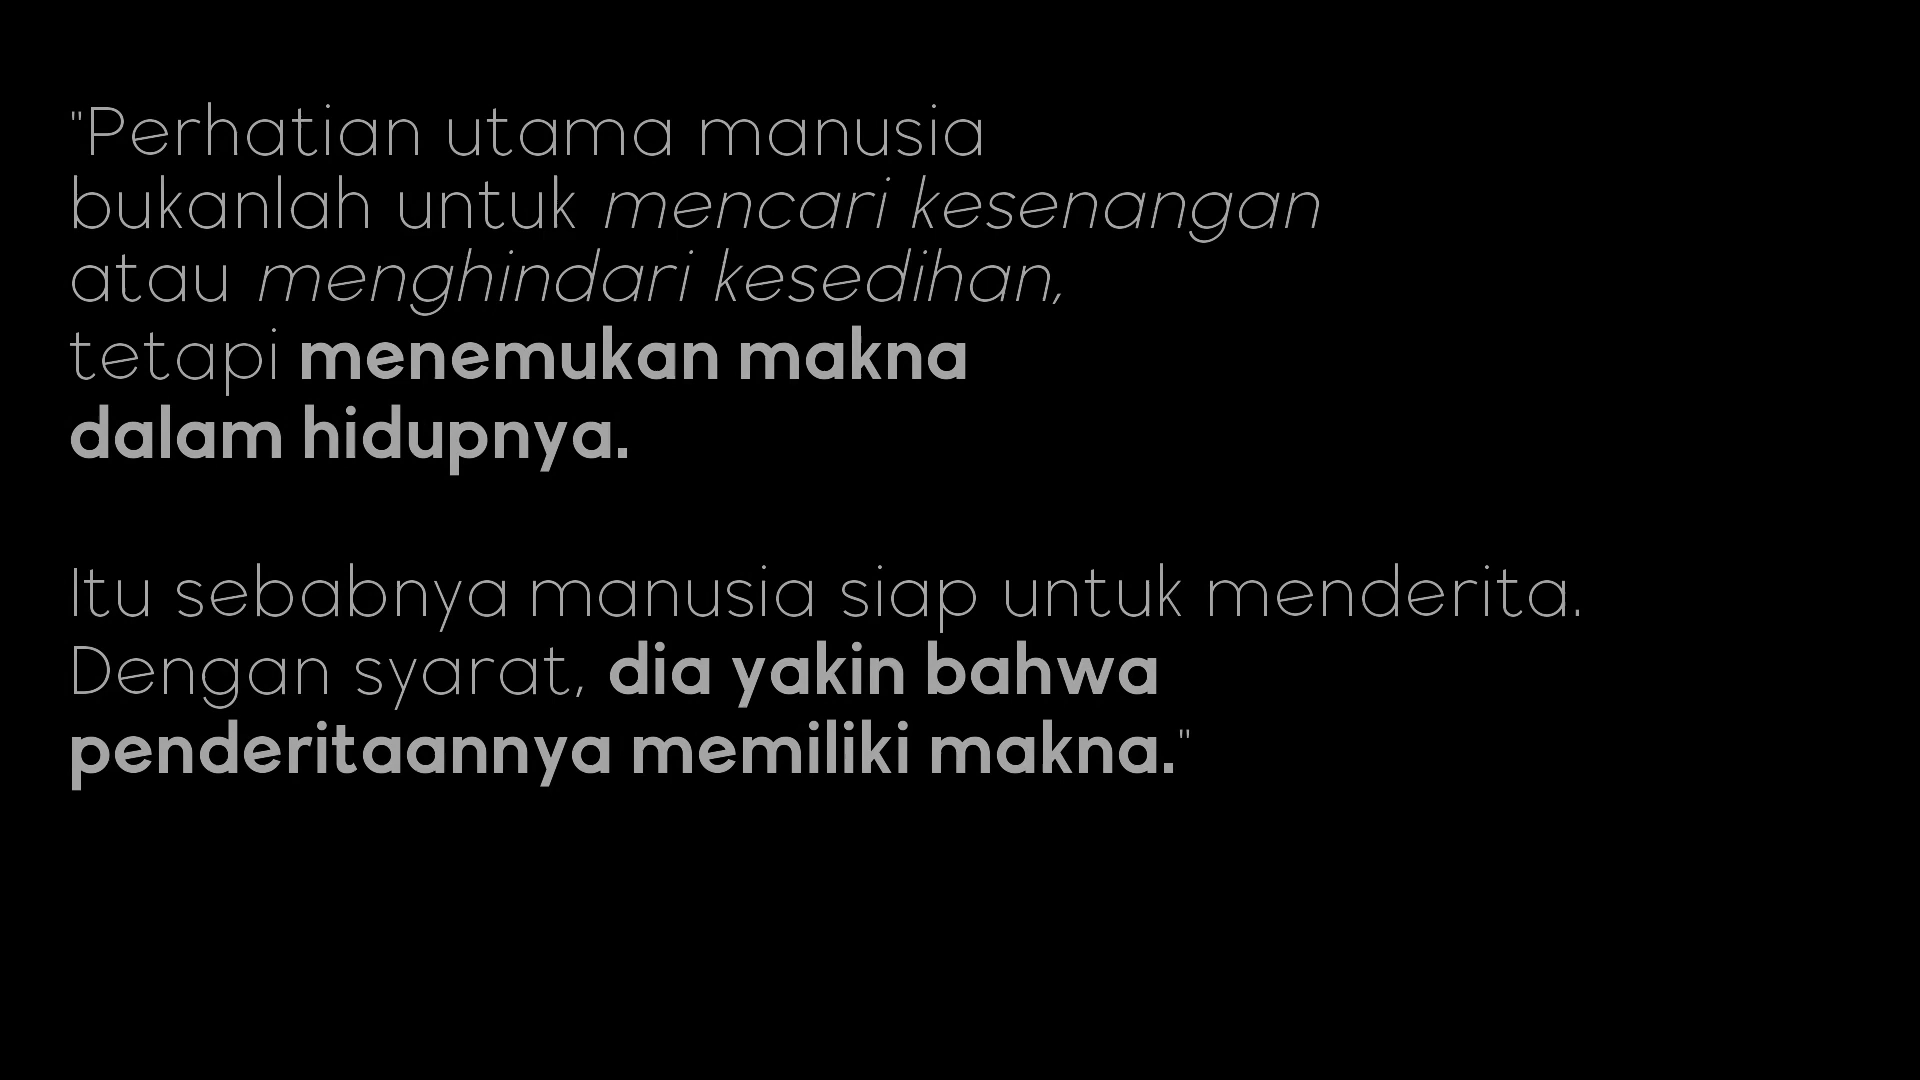 "Perhatian utama manusia
bukanlah untuk mencari kesenangan
atau menghindari kesedihan,
tetapi menemukan makna
dalam hidupnya.
Itu sebabnya manusia siap untuk menderita.
Dengan syarat, dia yakin bahwa
penderitaannya memiliki makna."